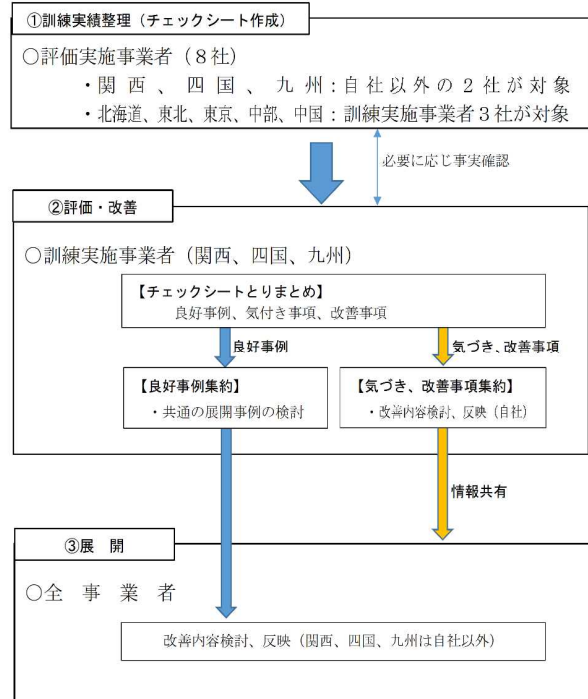 ①訓練実績整理(チェックシート作成)
○評価実施事業者(8社)
・関西、四国、九州:自社以外の2社が対象
・北海道、東北、東京、中部、中国:訓練実施事業者3社が対象
必要に応じ事実確認
②評価・改善
○訓練実施事業者(関西、四国、九州)
【チェックシートとりまとめ】
良好事例、気付き事項、改善事項
良好事例
気づき、改善事項
【良好事例集約】
・共通の展開事例の検討
【気づき、改善事項集約】
・改善内容検討、反映(自社)
情報共有
③展 開
○全 事 業 者
改善内容検討、反映(関西、四国、九州は自社以外)